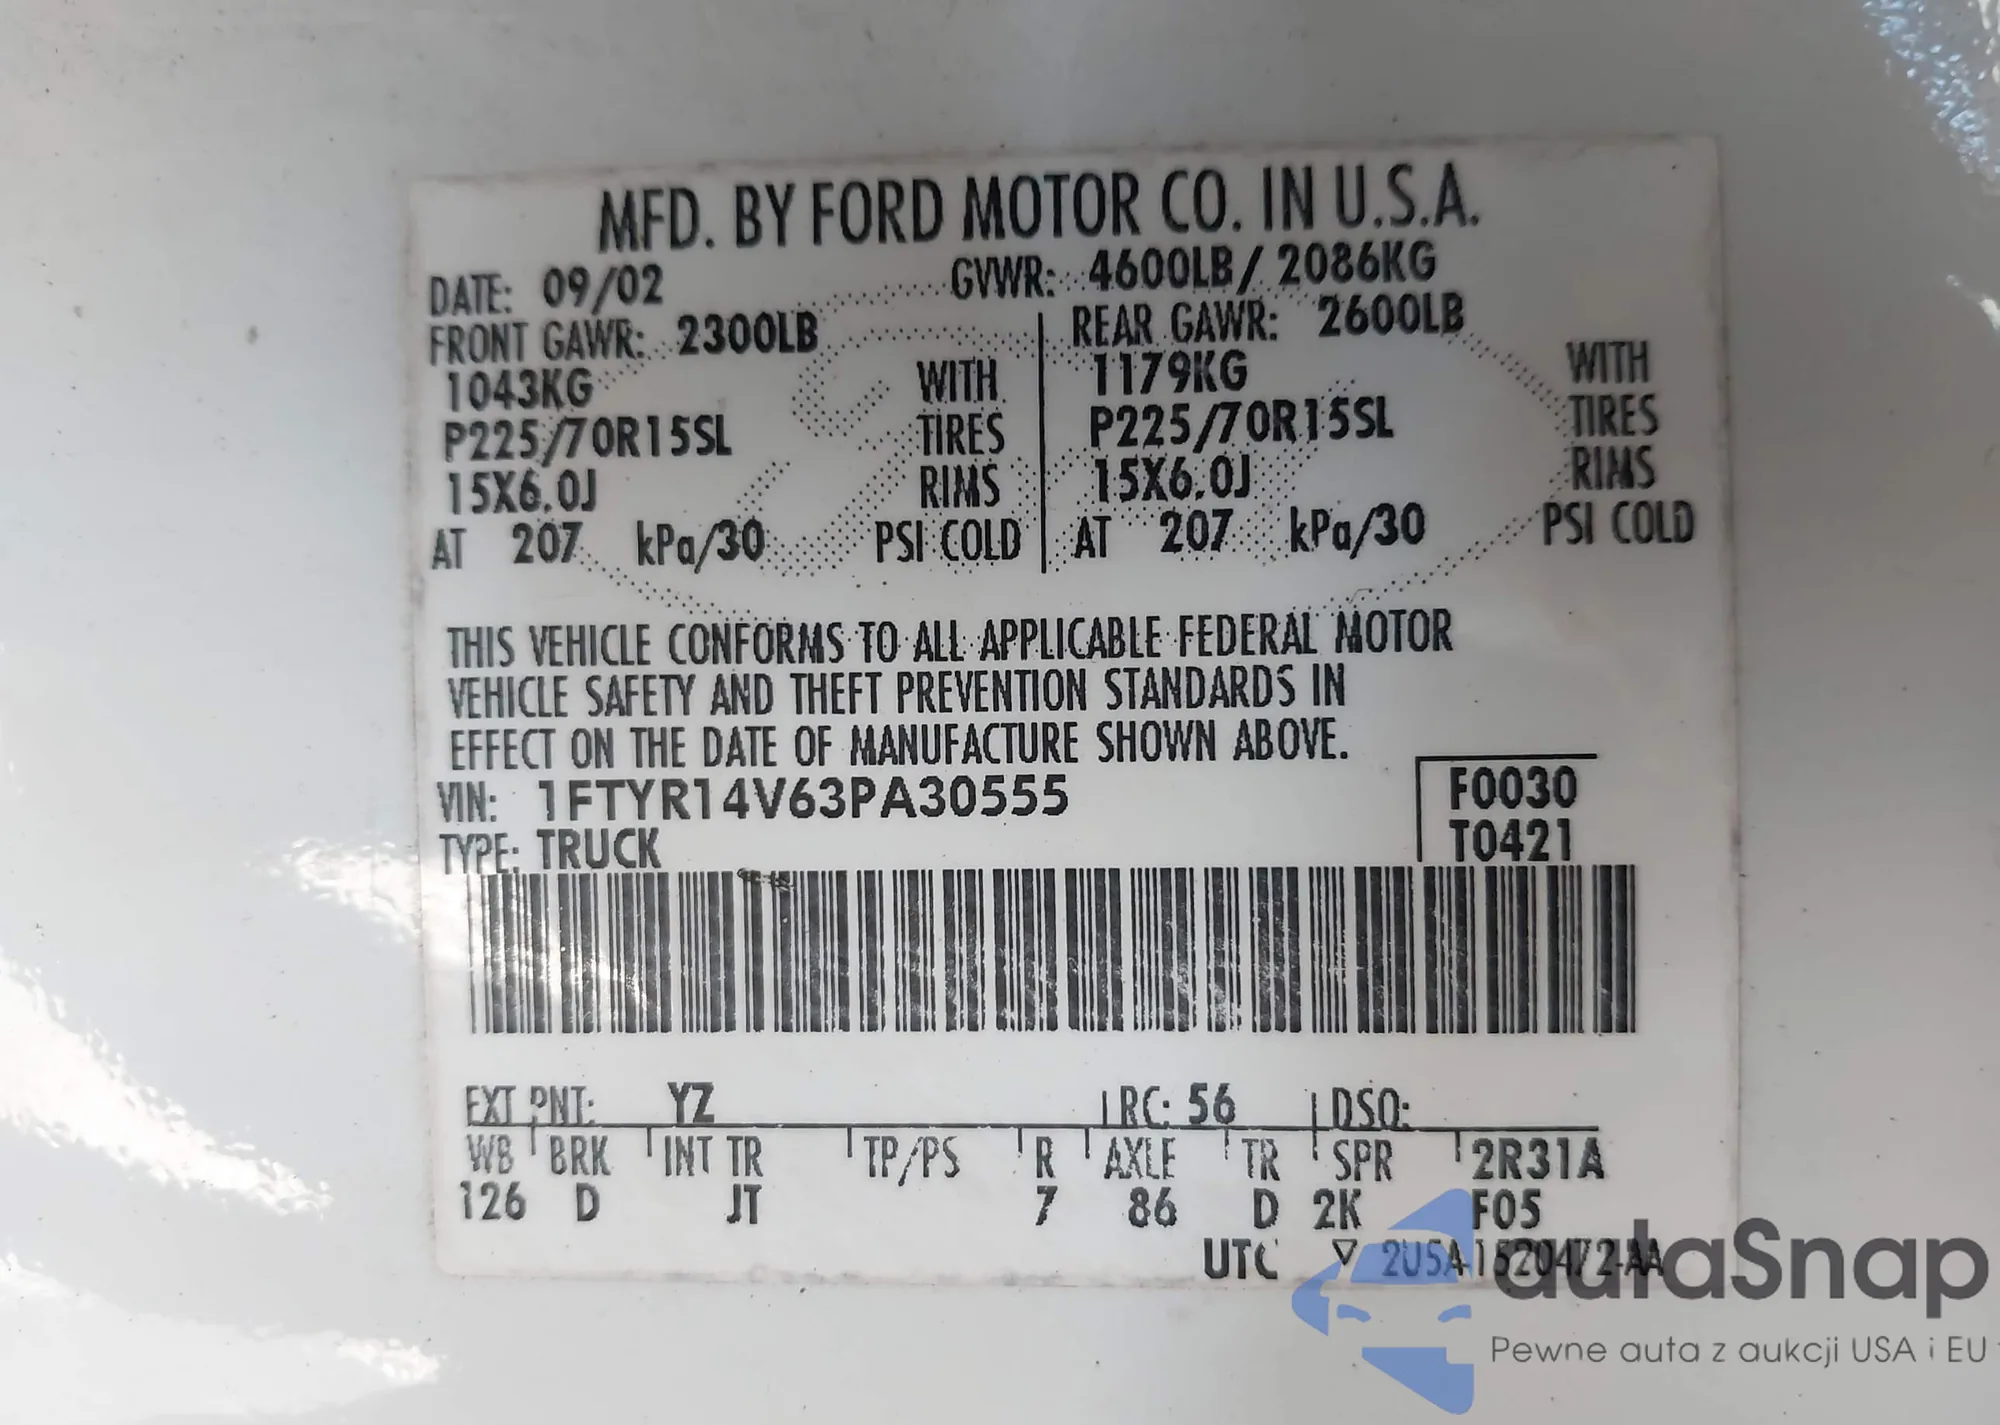 MFD. BY FORD MOTOR CO. IN U.S.A.
DATE: 09/02 GVWR: 4600LB/ 2086KG
FRONT GAWR: 2300LB REAR GAWR: 2600LB
1043KG WITH 1179KG WITH
P225/70R15SL TIRES P225/70R15SL TIRES
15X6.0J RIMS 15X6.0J RIMS
AT 207 kPa/30 PSI COLD AT 207 kPa/30 PSI COLD
THIS VEHICLE CONFORMS TO ALL APPLICABLE FEDERAL MOTOR
VEHICLE SAFETY AND THEFT PREVENTION STANDARDS IN
EFFECT ON THE DATE OF MANUFACTURE SHOWN ABOVE.
VIN: 1FTYR14V63PA30555 F0030
TYPE: TRUCK T0421
EXT PNT: YZ RC: 56 DSO:
WB BRK INT TR TP/PS R AXLE TR SPR 2R31A
126 D JT 7 86 D 2K F05
UTC ▽ 2U5A-1520472-AA
autaSnap
Pewne auta z aukcji USA i EU